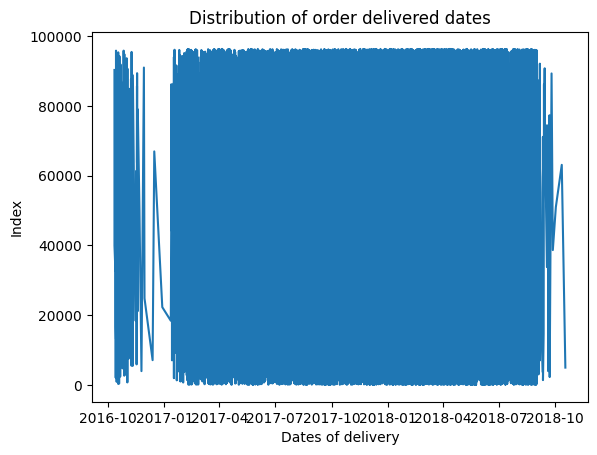 Distribution of order delivered dates
100000
80000
60000
40000
20000
0
Index
2016-10 2017-01 2017-04 2017-07 2017-10 2018-01 2018-04 2018-07 2018-10
Dates of delivery